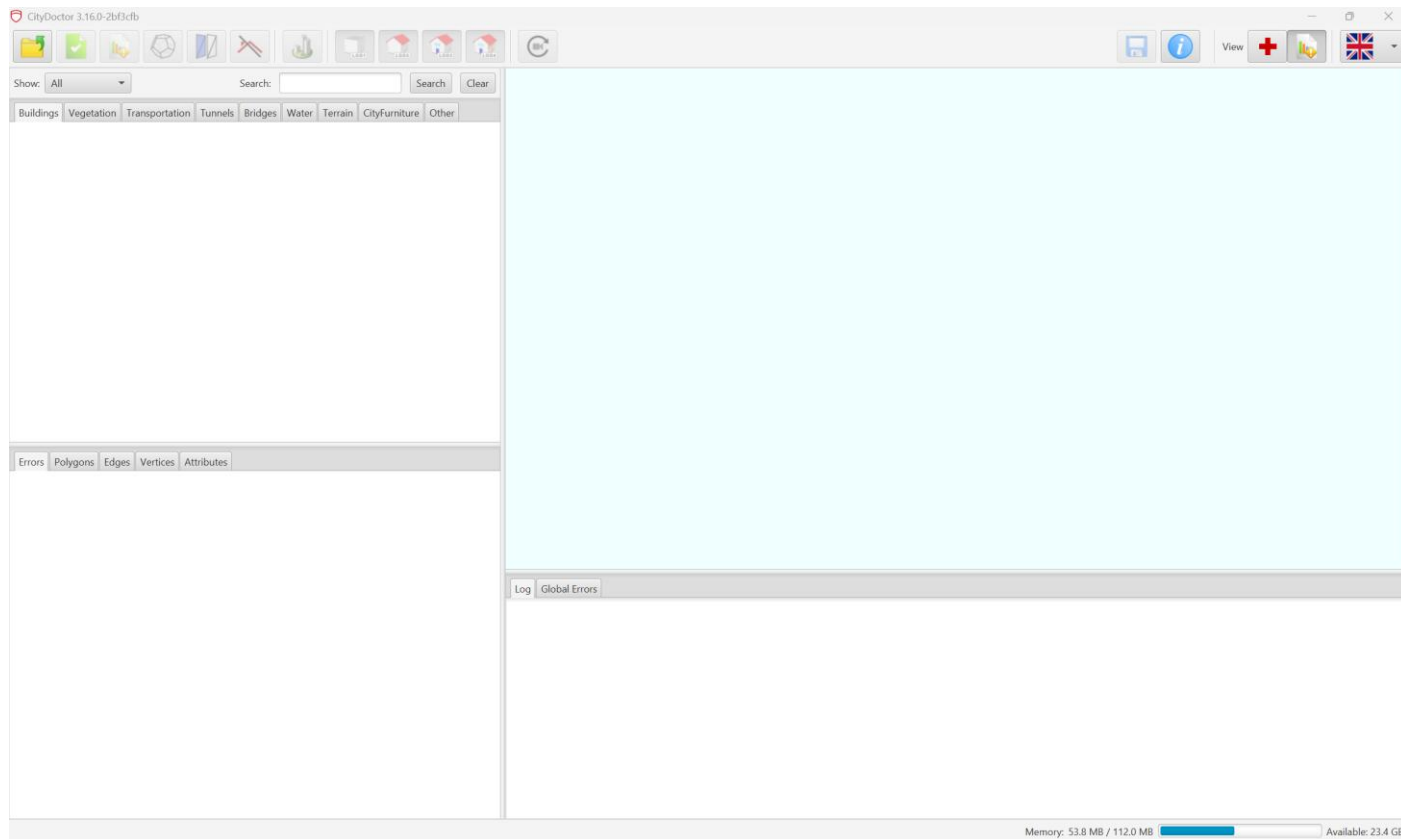 CityDoctor 3.16.0-2bf3cfb
View
Show: All Search: Search Clear
Buildings Vegetation Transportation Tunnels Bridges Water Terrain CityFurniture Other
Errors Polygons Edges Vertices Attributes
Log Global Errors
Memory: 53.8 MB / 112.0 MB Available: 23.4 GB